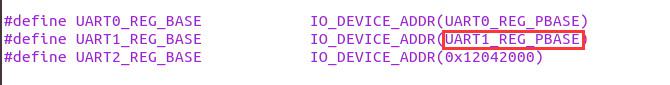 #define UART0_REG_BASE IO_DEVICE_ADDR(UART0_REG_PBASE)
#define UART1_REG_BASE IO_DEVICE_ADDR(UART1_REG_PBASE)
#define UART2_REG_BASE IO_DEVICE_ADDR(0x12042000)